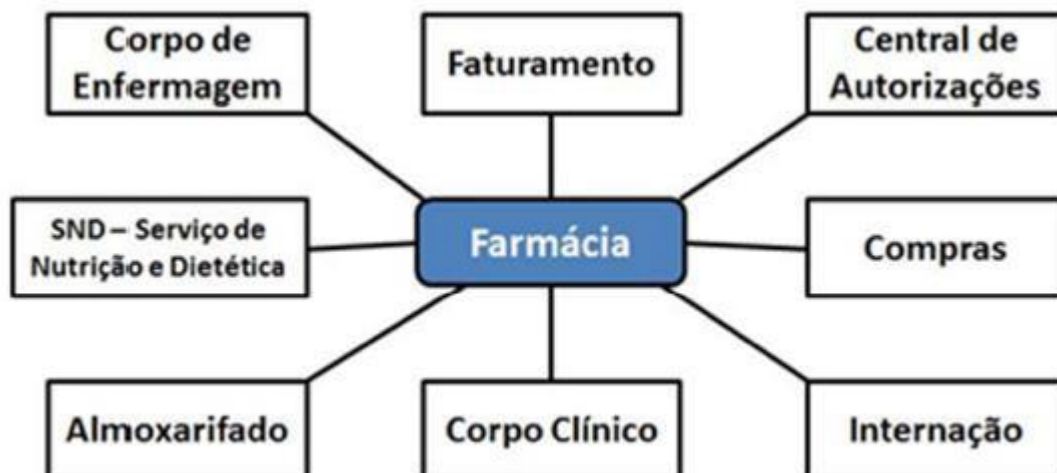 Corpo de
Enfermagem
Faturamento
Central de
Autorizações
SND – Serviço de
Nutrição e Dietética
Farmácia
Compras
Almoxarifado
Corpo Clínico
Internação